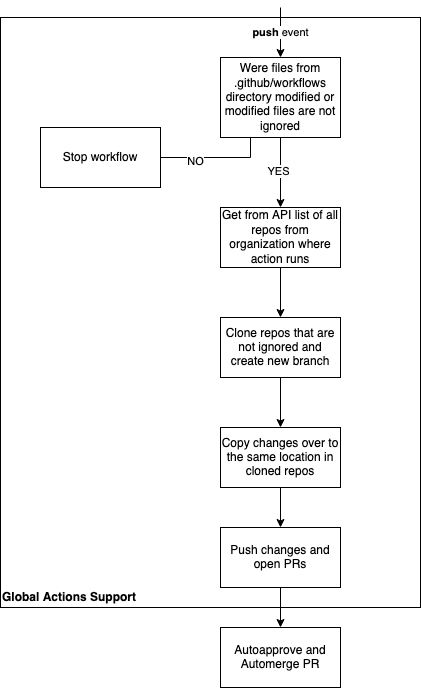 push event
Were files from
.github/workflows
directory modified or
modified files are not
ignored
Stop workflow
NO
YES
Get from API list of all
repos from
organization where
action runs
Clone repos that are
not ignored and
create new branch
Copy changes over to
the same location in
cloned repos
Push changes and
open PRs
Global Actions Support
Autoapprove and
Automerge PR